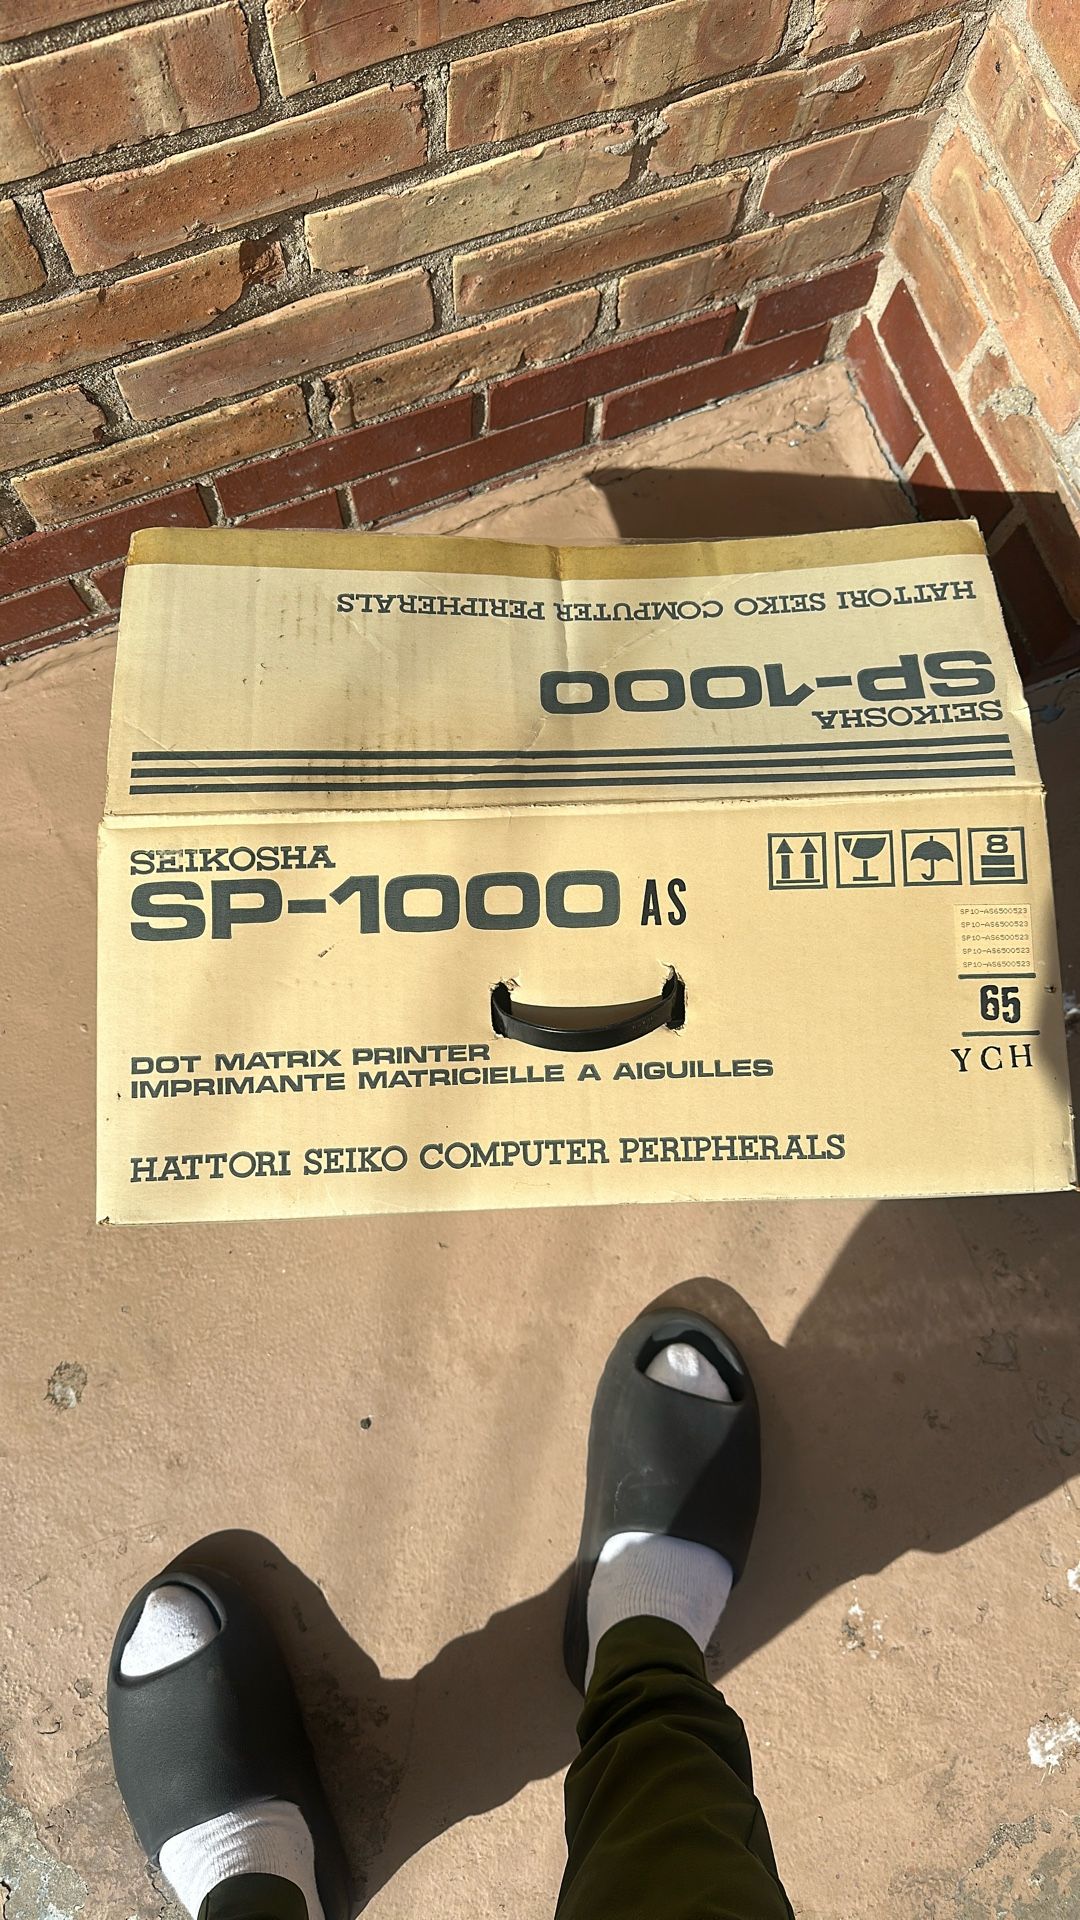 HATTORI SEIKO COMPUTER PERIPHERALS
SP-1000
SEIKOSHA
SEIKOSHA
SP-1000 AS
8
SP10-AS6500523
SP10-AS6500523
SP10-AS6500523
SP10-AS6500523
SP10-AS6500523
65
YCH
DOT MATRIX PRINTER
IMPRIMANTE MATRICIELLE A AIGUILLES
HATTORI SEIKO COMPUTER PERIPHERALS